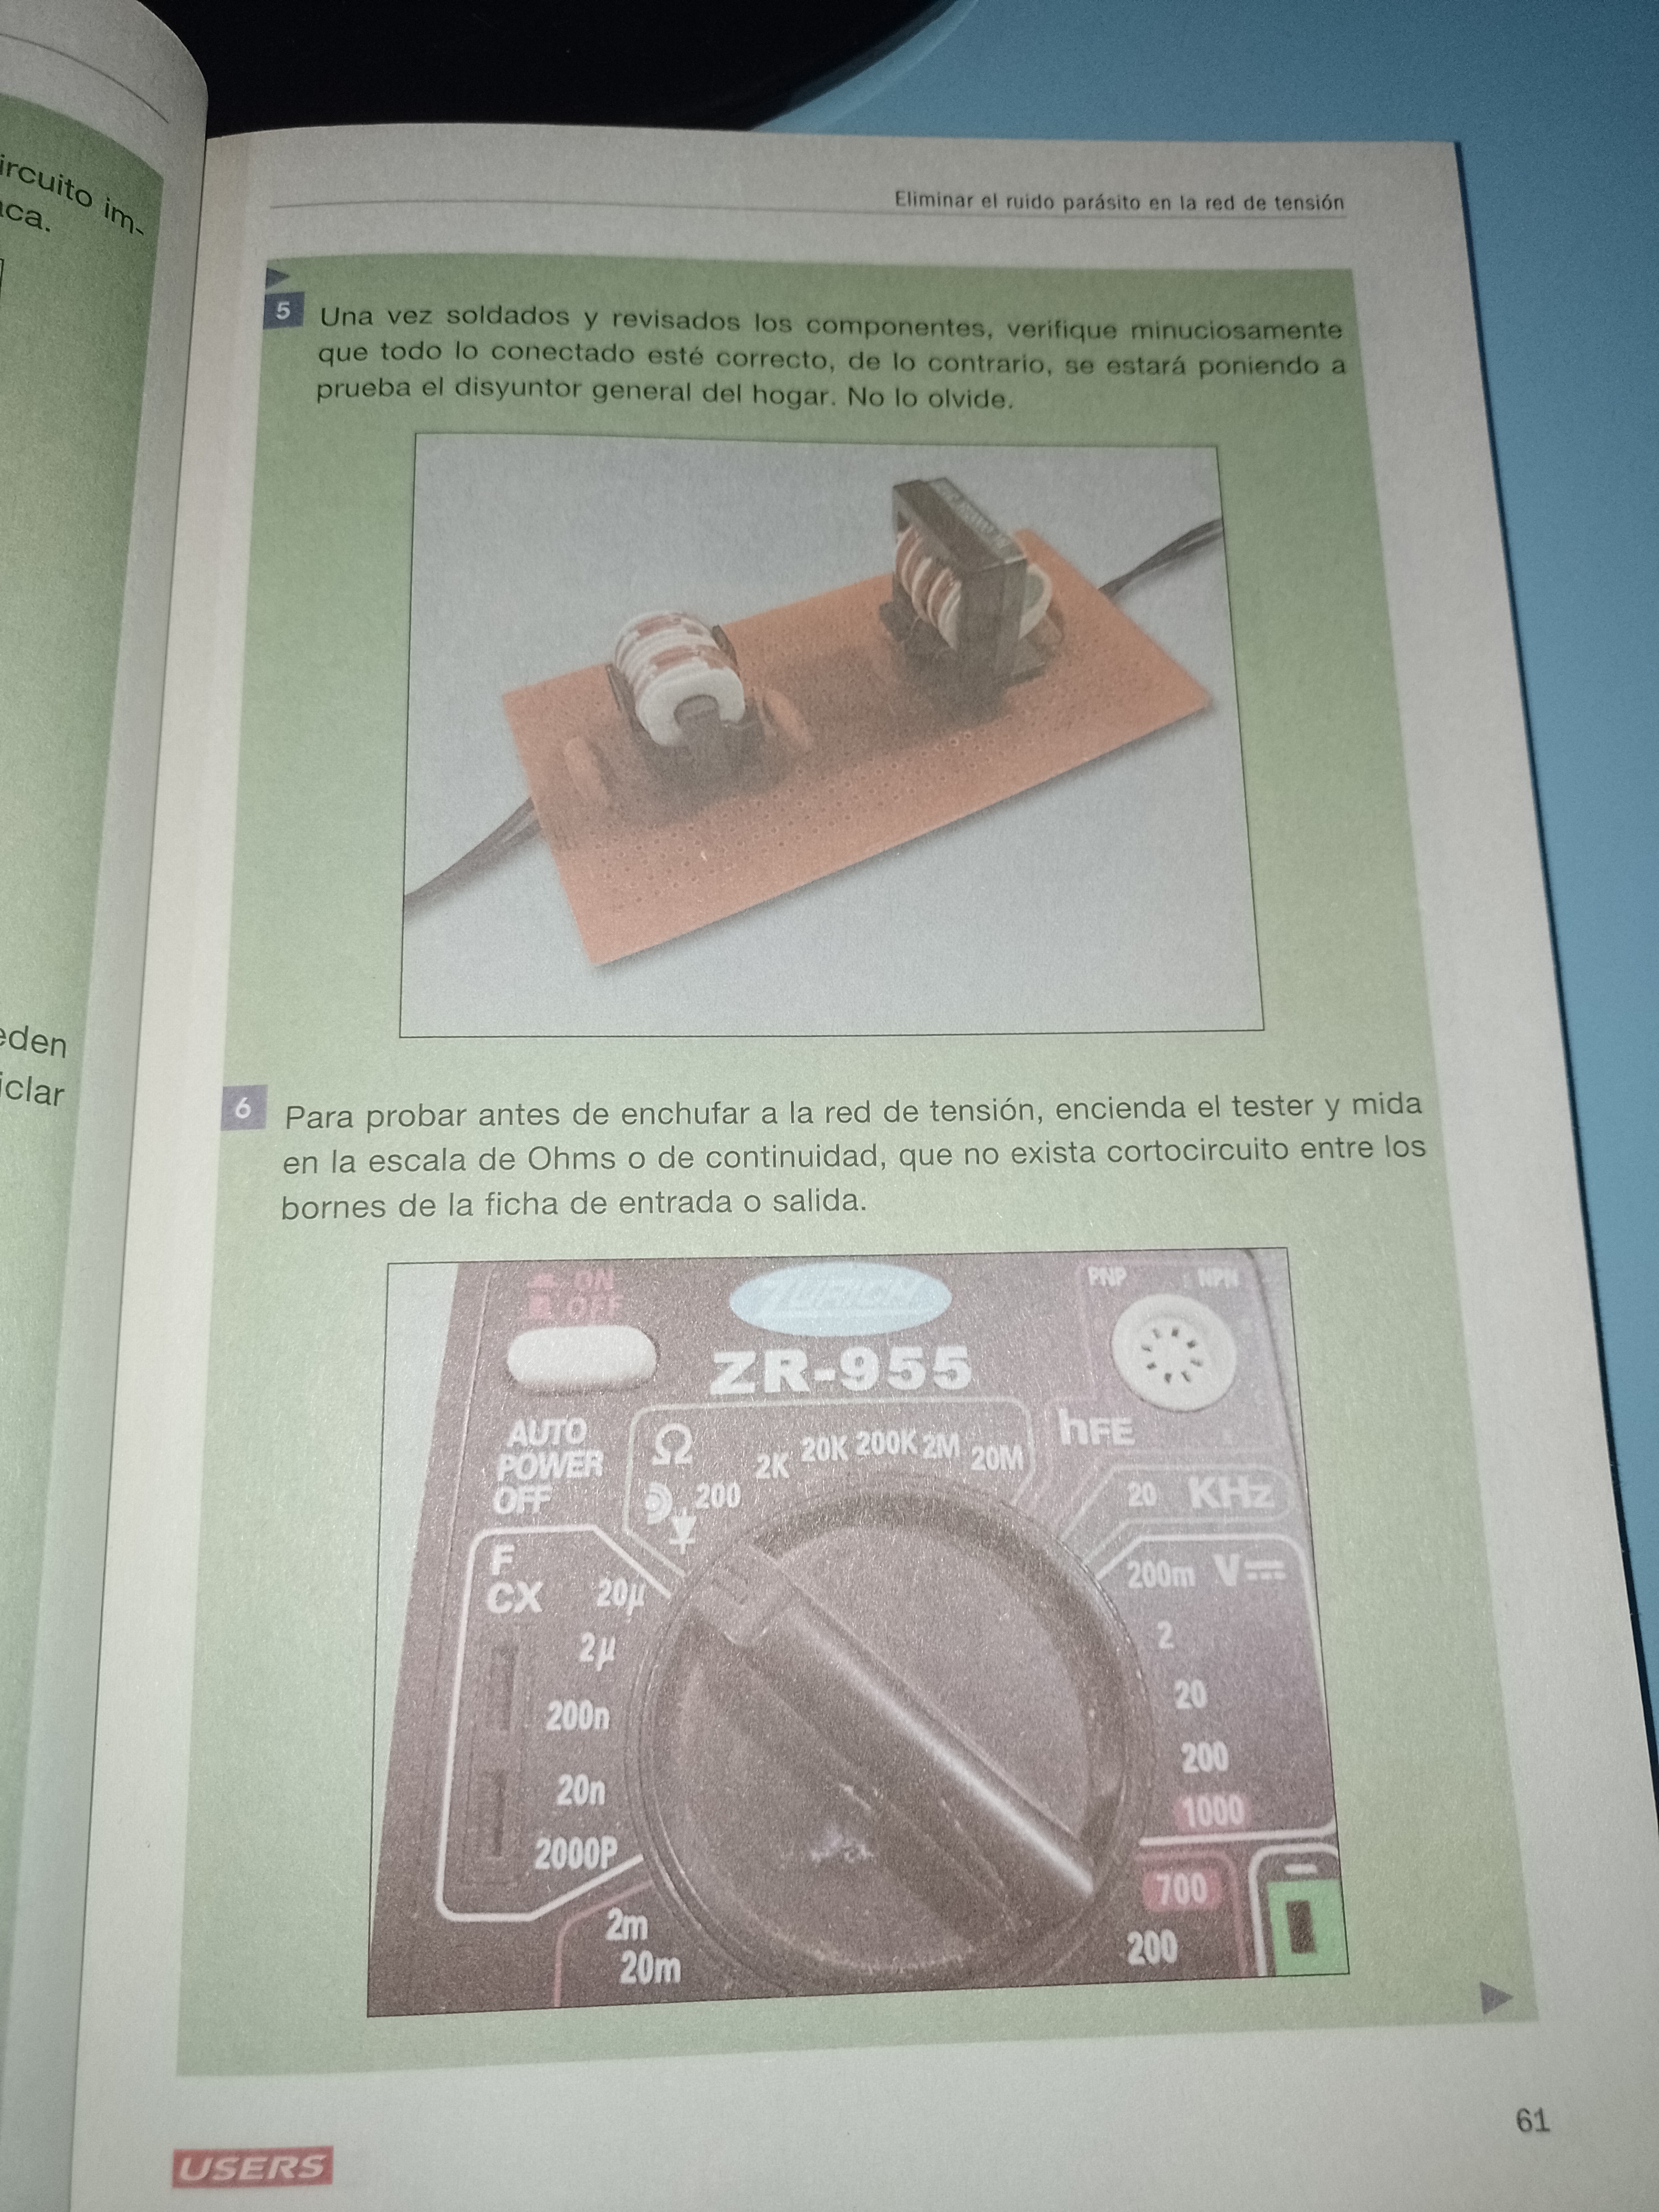 ircuito im-
aca.
eden
iclar
Eliminar el ruido parásito en la red de tensión
5 Una vez soldados y revisados los componentes, verifique minuciosamente
que todo lo conectado esté correcto, de lo contrario, se estará poniendo a
prueba el disyuntor general del hogar. No lo olvide.
6 Para probar antes de enchufar a la red de tensión, encienda el tester y mida
en la escala de Ohms o de continuidad, que no exista cortocircuito entre los
bornes de la ficha de entrada o salida.
ON
OFF
ZURICH
PNP NPN
ZR-955
AUTO
POWER
OFF
Ω
200 2K 20K 200K 2M 20M
hFE
20 KHz
F
CX
20µ
2µ
200n
20n
2000P
2m
20m
200m V
2
20
200
1000
700
200
61
USERS